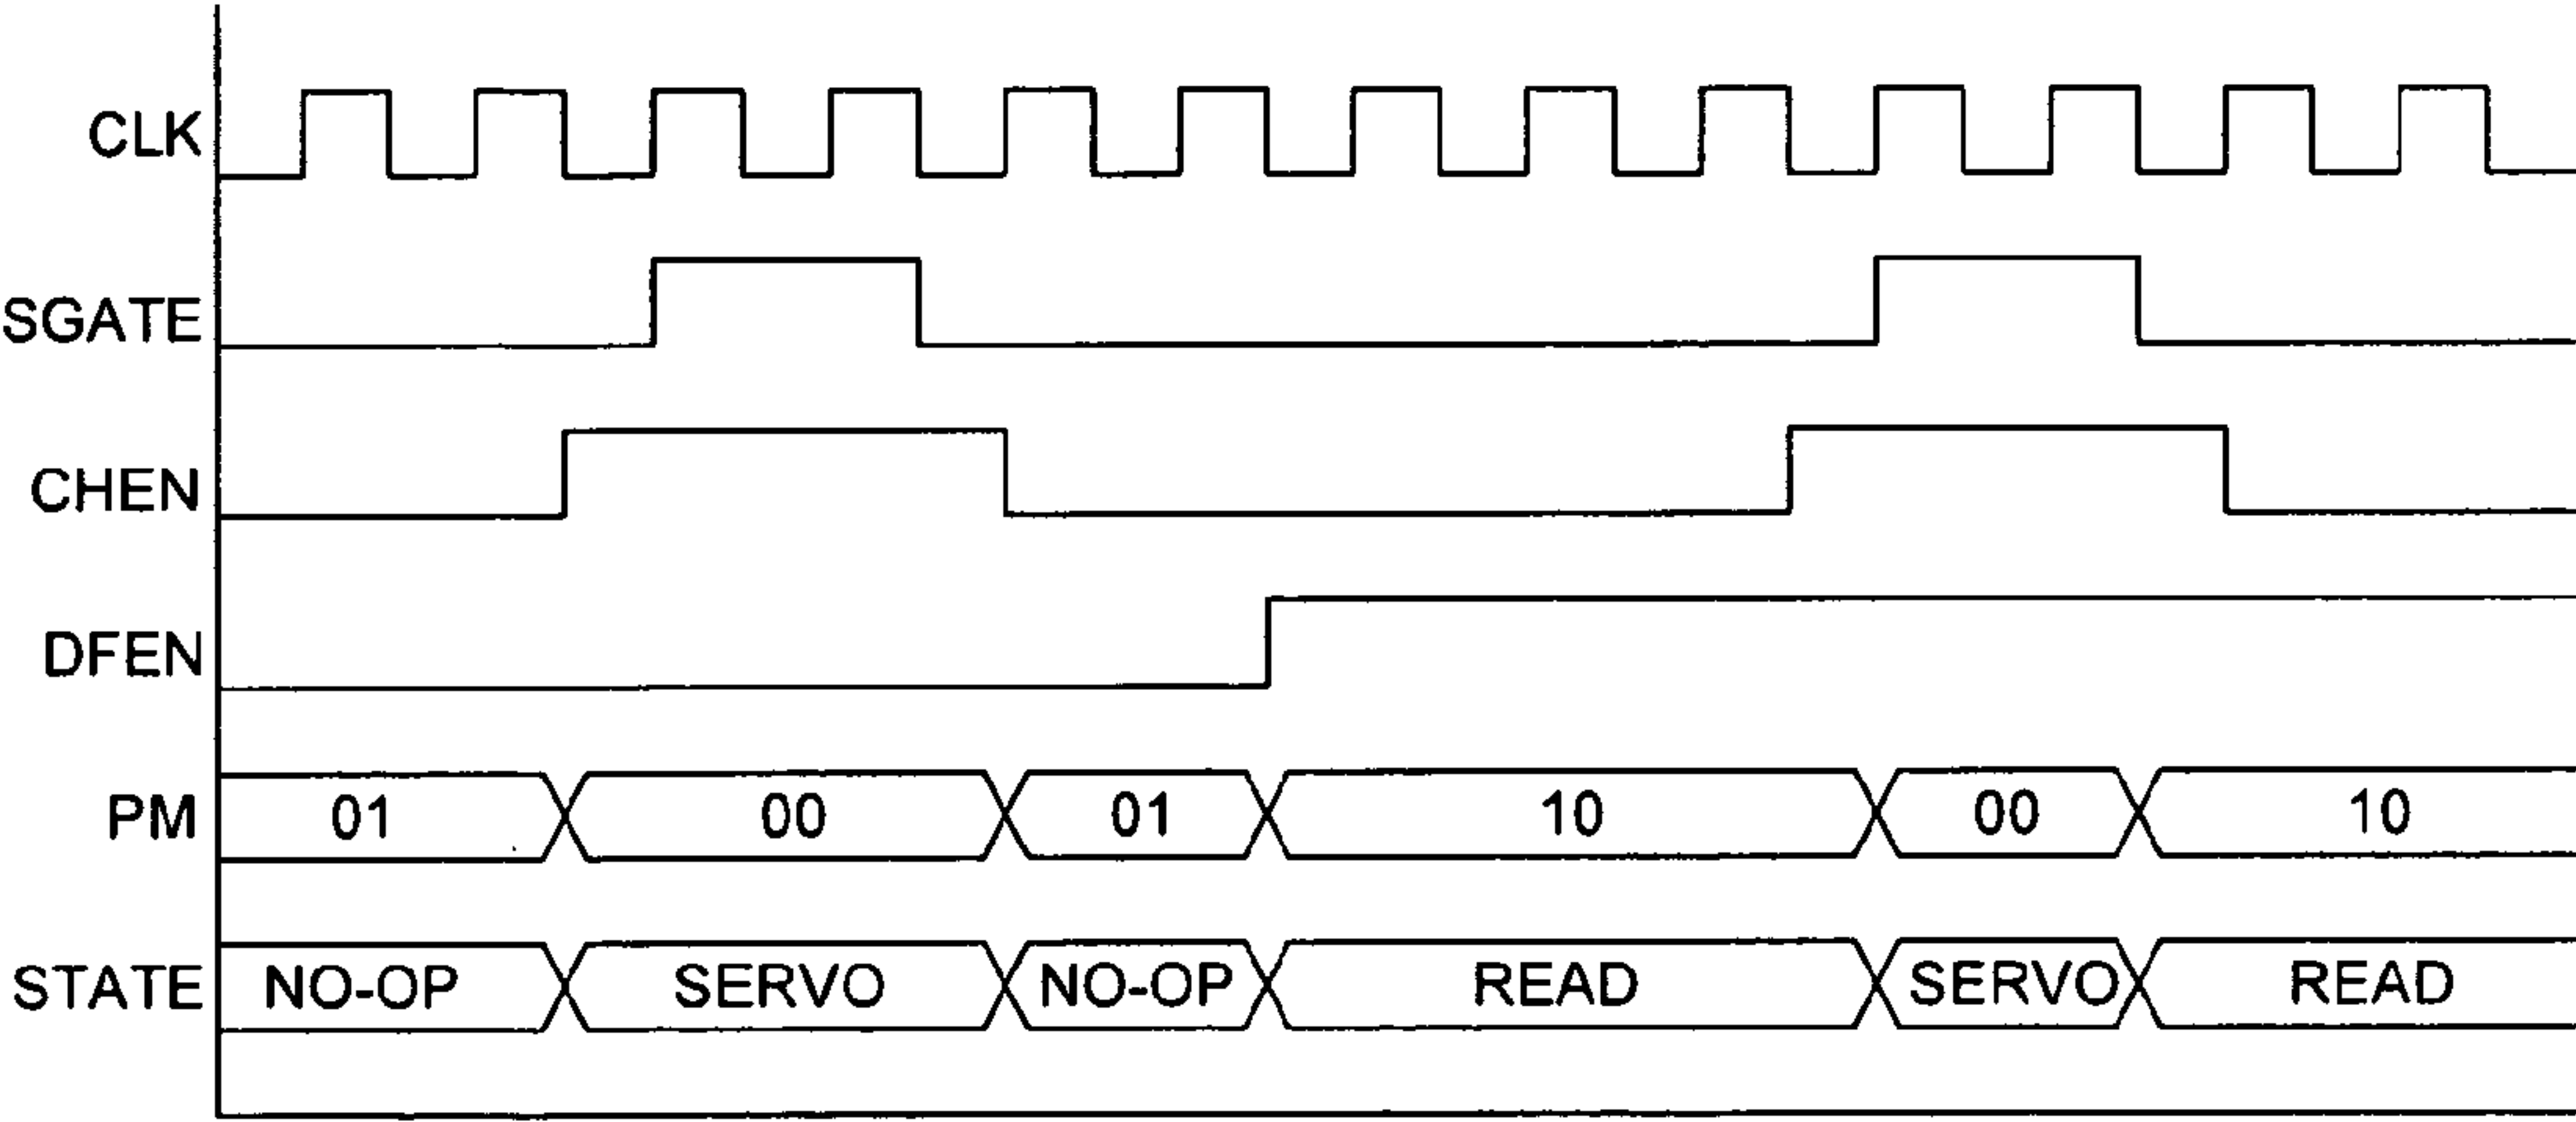 CLK
SGATE
CHEN
DFEN
PM 01 00 01 10 00 10
STATE NO-OP SERVO NO-OP READ SERVO READ